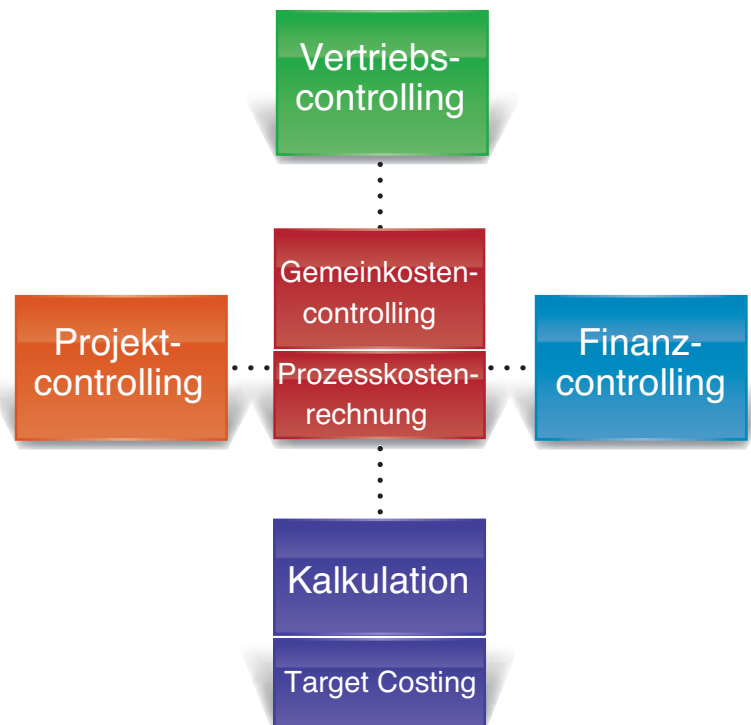 Vertriebs-
controlling
Gemeinkosten-
controlling
Projekt-
controlling
Prozesskosten-
rechnung
Finanz-
controlling
Kalkulation
Target Costing